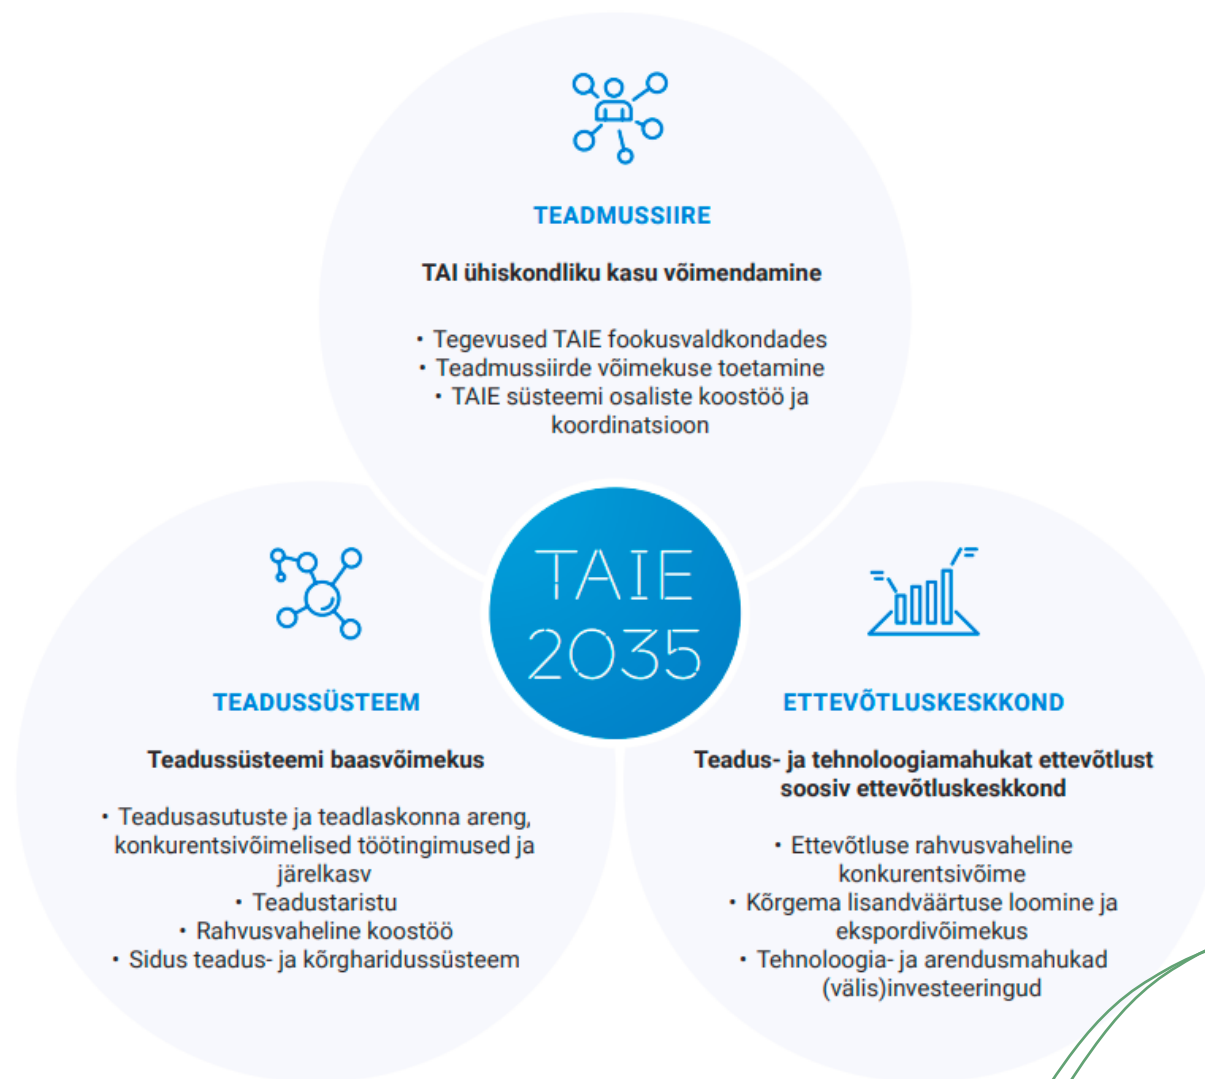 TEADMUSSIIRE
TAI ühiskondliku kasu võimendamine
• Tegevused TAIE fookusvaldkondades
• Teadmussiirde võimekuse toetamine
• TAIE süsteemi osaliste koostöö ja
koordinatsioon
TAIE
2035
TEADUSSÜSTEEM
Teadussüsteemi baasvõimekus
• Teadusasutuste ja teadlaskonna areng,
konkurentsivõimelised töötingimused ja
järelkasv
• Teadustaristu
• Rahvusvaheline koostöö
• Sidus teadus- ja kõrgharidussüsteem
ETTEVÕTLUSKESKKOND
Teadus- ja tehnoloogiamahukat ettevõtlust
soosiv ettevõtluskeskkond
• Ettevõtluse rahvusvaheline
konkurentsivõime
• Kõrgema lisandväärtuse loomine ja
ekspordivõimekus
• Tehnoloogia- ja arendusmahukad
(välis)investeeringud